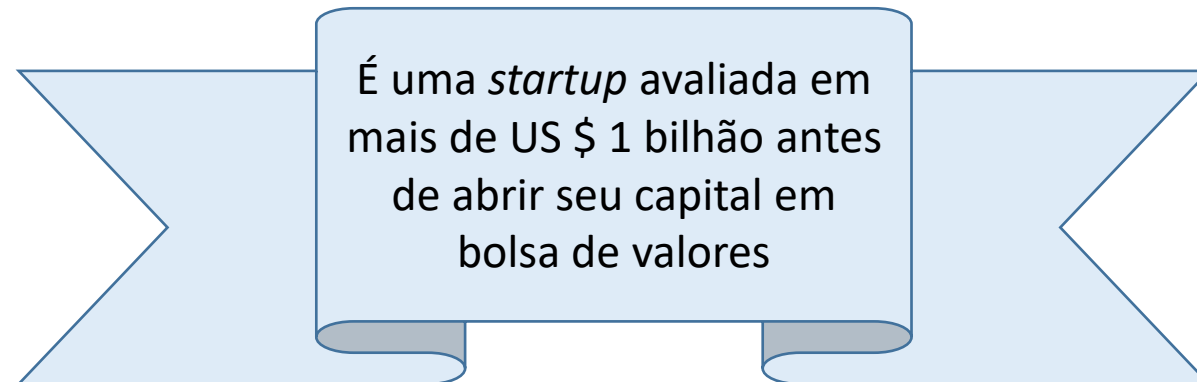 É uma startup avaliada em
mais de US $ 1 bilhão antes
de abrir seu capital em
bolsa de valores